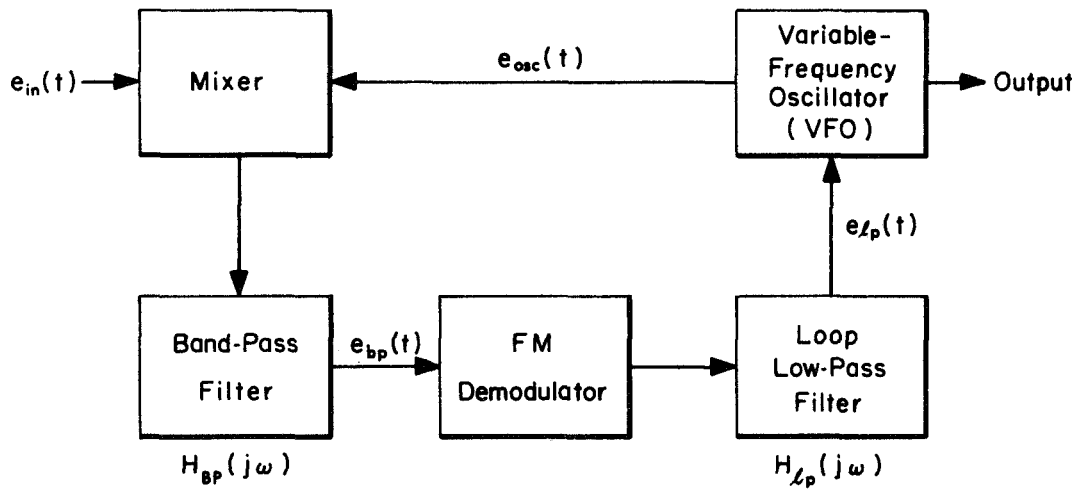 Variable-
Frequency
Oscillator
(VFO)
Mixer
e_in(t)
e_osc(t)
Output
e_ℓp(t)
Band-Pass
Filter
e_bp(t)
FM
Demodulator
Loop
Low-Pass
Filter
H_BP(jω)
H_ℓp(jω)